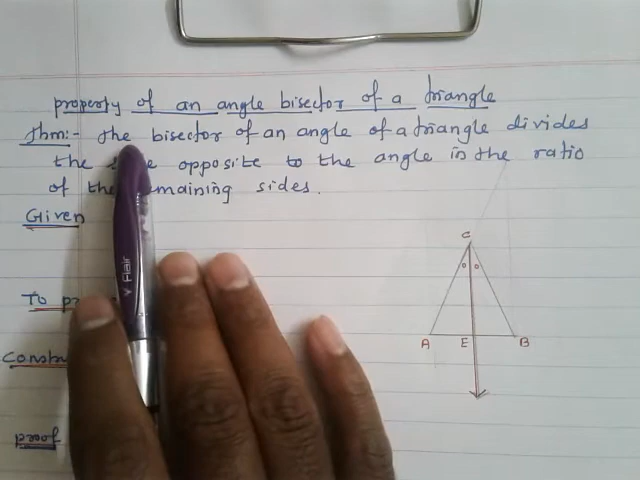 property of an angle bisector of a triangle
Thm:- The bisector of an angle of a triangle divides
the opposite to the angle in the ratio
of the remaining sides.
Given
V Flair
To
C
A E B
proof